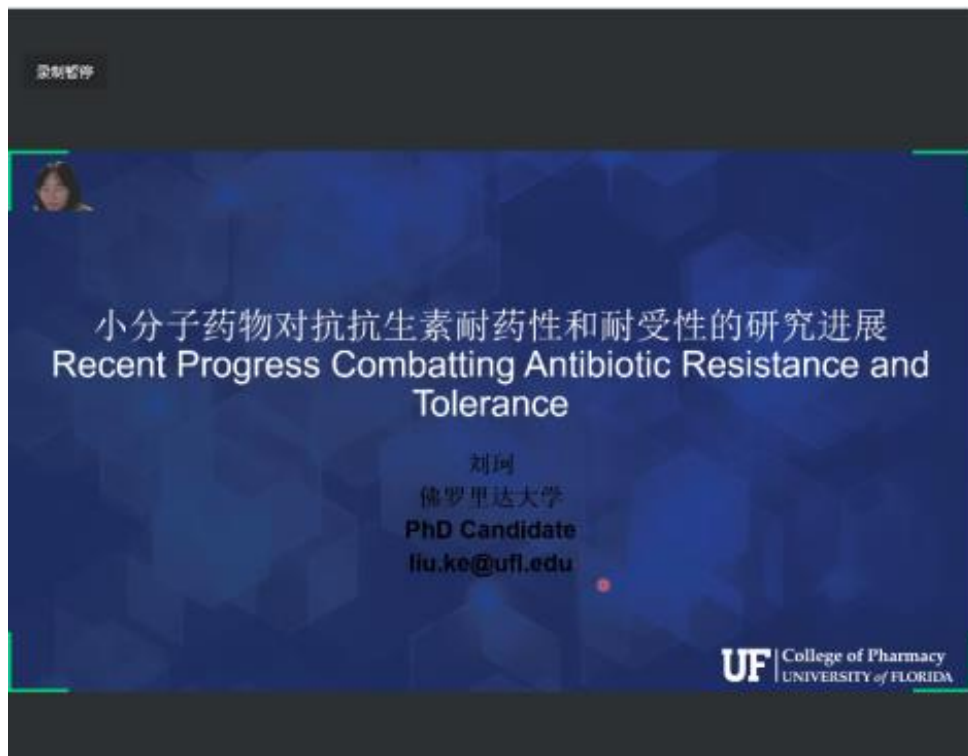 录制暂停
小分子药物对抗抗生素耐药性和耐受性的研究进展
Recent Progress Combatting Antibiotic Resistance and
Tolerance
刘珂
佛罗里达大学
PhD Candidate
liu.ke@ufl.edu
UF College of Pharmacy
UNIVERSITY of FLORIDA